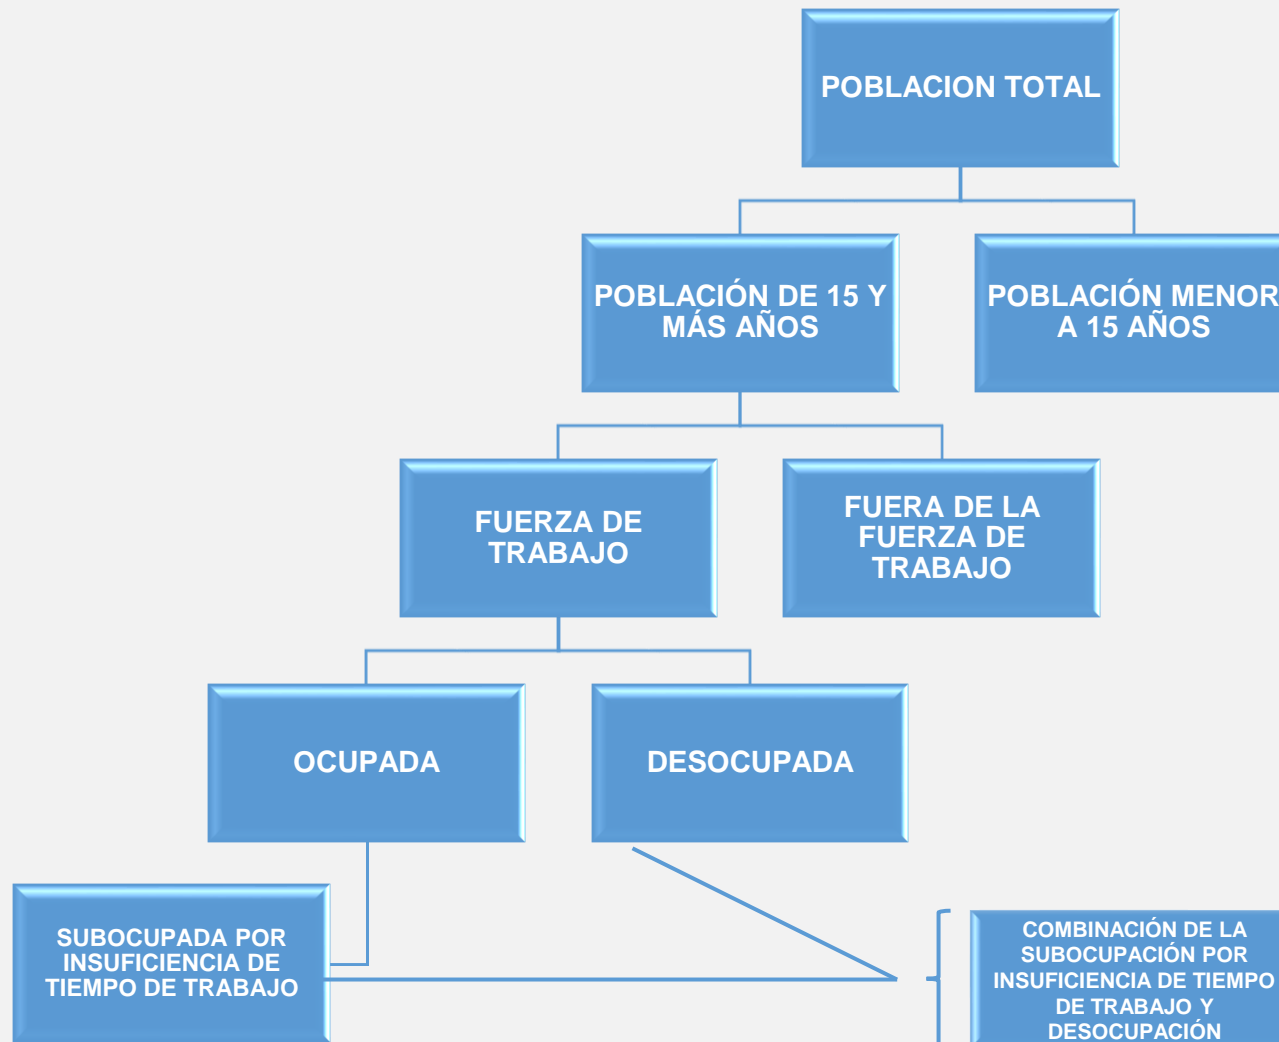 POBLACION TOTAL
POBLACIÓN DE 15 Y
MÁS AÑOS
POBLACIÓN MENOR
A 15 AÑOS
FUERZA DE
TRABAJO
FUERA DE LA
FUERZA DE
TRABAJO
OCUPADA
DESOCUPADA
SUBOCUPADA POR
INSUFICIENCIA DE
TIEMPO DE TRABAJO
COMBINACIÓN DE LA
SUBOCUPACIÓN POR
INSUFICIENCIA DE TIEMPO
DE TRABAJO Y
DESOCUPACIÓN